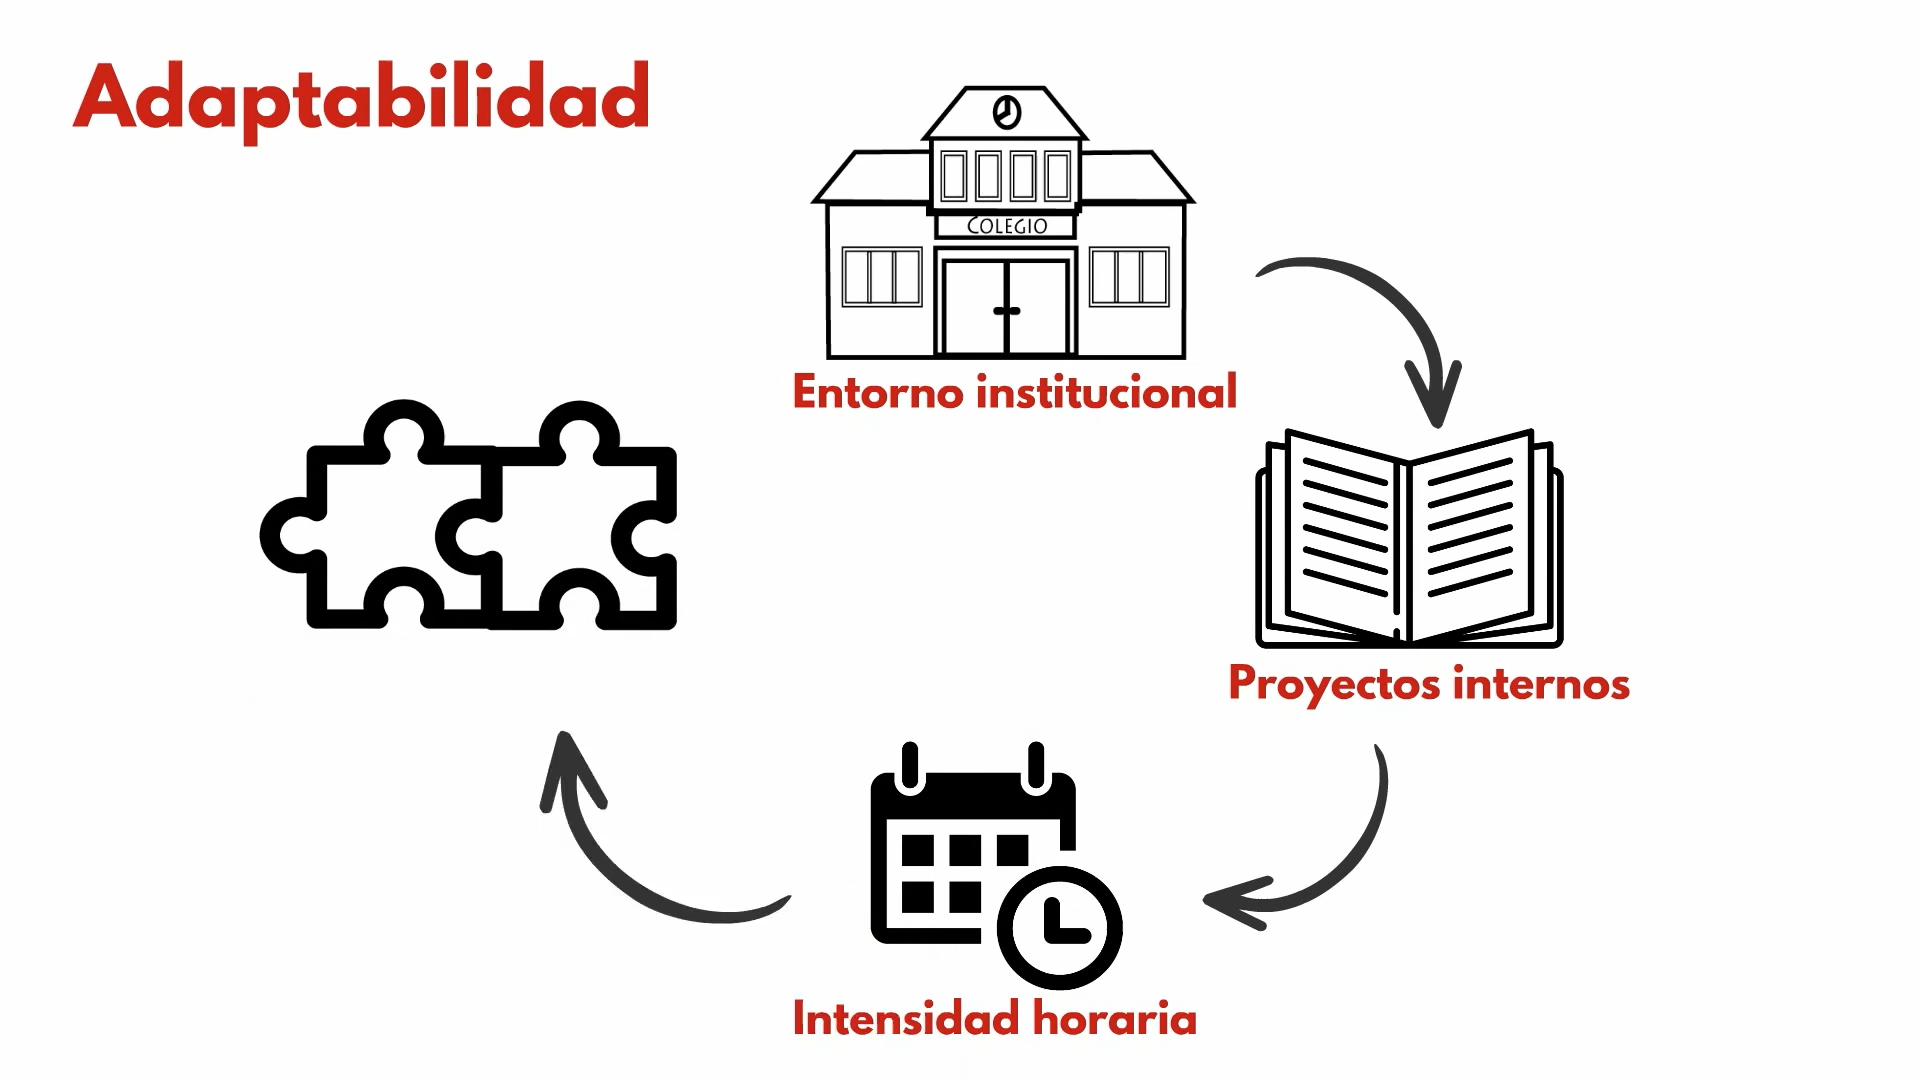 Adaptabilidad
COLEGIO
Entorno institucional
Proyectos internos
Intensidad horaria